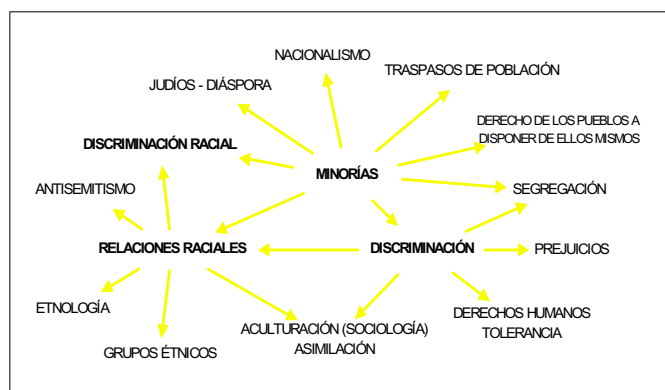 NACIONALISMO
TRASPASOS DE POBLACIÓN
JUDÍOS - DIÁSPORA
DERECHO DE LOS PUEBLOS A
DISPONER DE ELLOS MISMOS
DISCRIMINACIÓN RACIAL
MINORÍAS
ANTISEMITISMO
SEGREGACIÓN
RELACIONES RACIALES
DISCRIMINACIÓN
PREJUICIOS
ETNOLOGÍA
DERECHOS HUMANOS
TOLERANCIA
ACULTURACIÓN (SOCIOLOGÍA)
ASIMILACIÓN
GRUPOS ÉTNICOS